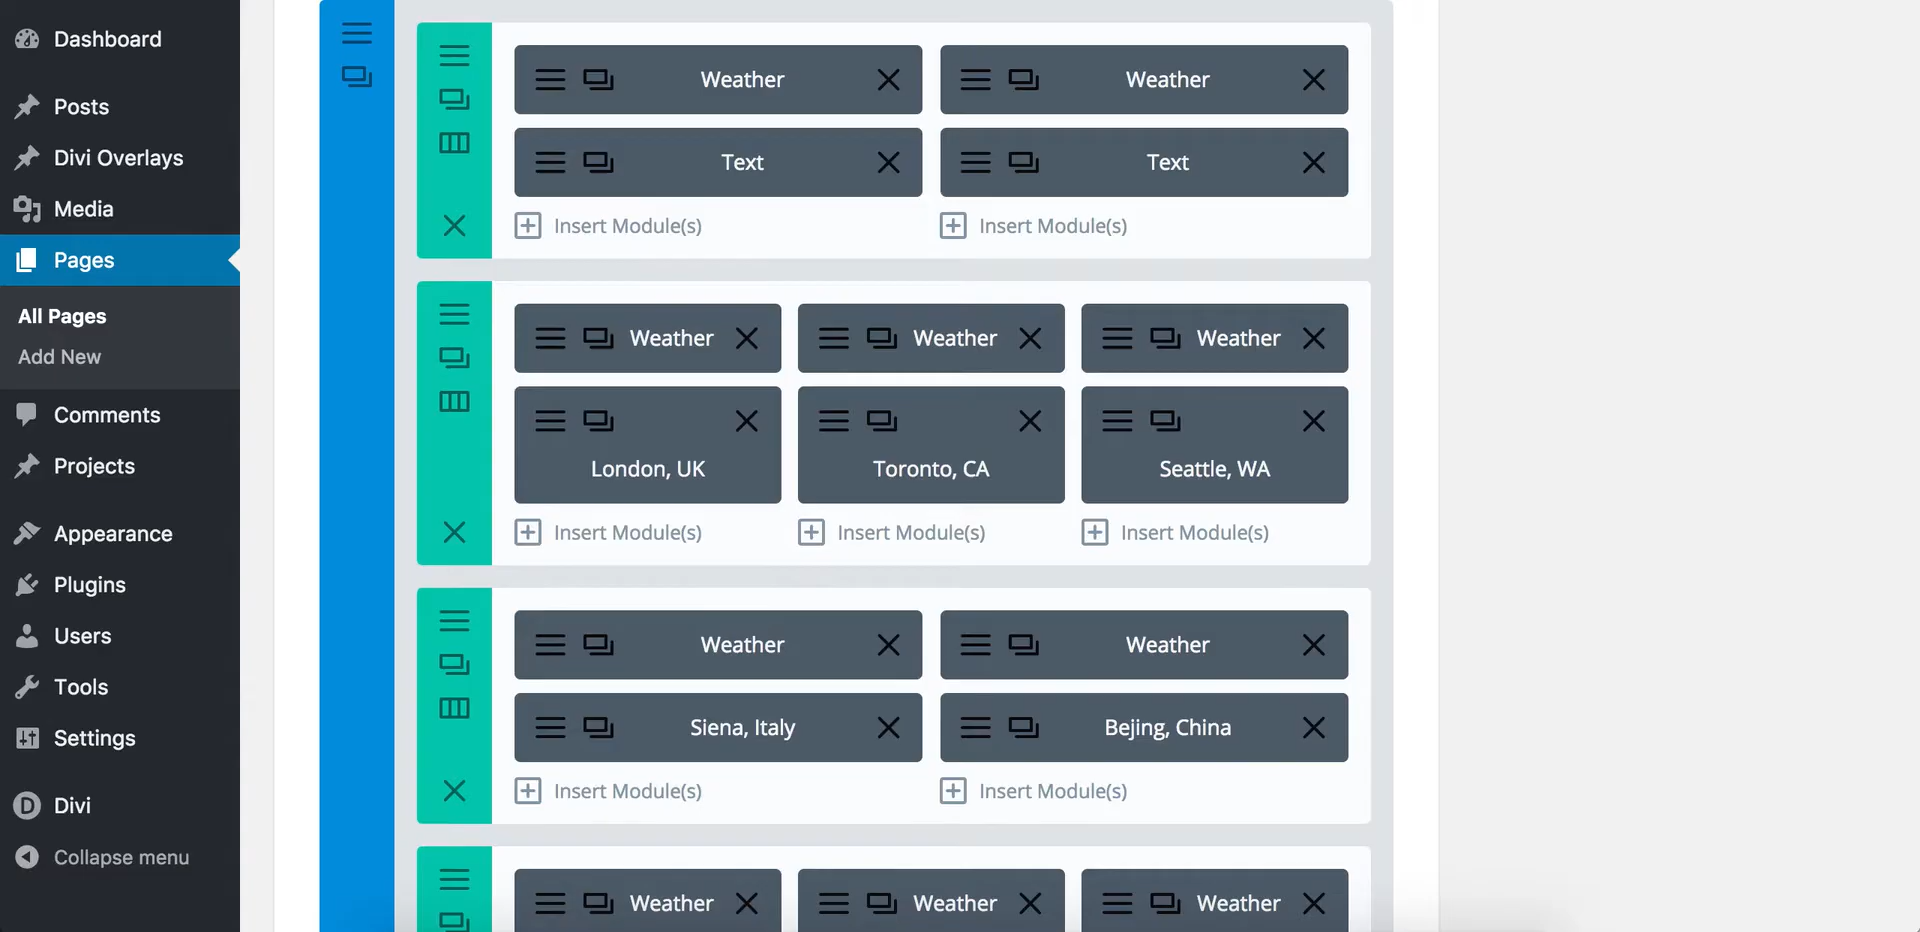 Dashboard
Posts
Divi Overlays
Media
Pages
All Pages
Add New
Comments
Projects
Appearance
Plugins
Users
Tools
Settings
Divi
Collapse menu
Weather Weather
Text Text
Insert Module(s) Insert Module(s)
Weather Weather Weather
London, UK Toronto, CA Seattle, WA
Insert Module(s) Insert Module(s) Insert Module(s)
Weather Weather
Siena, Italy Bejing, China
Insert Module(s) Insert Module(s)
Weather Weather Weather